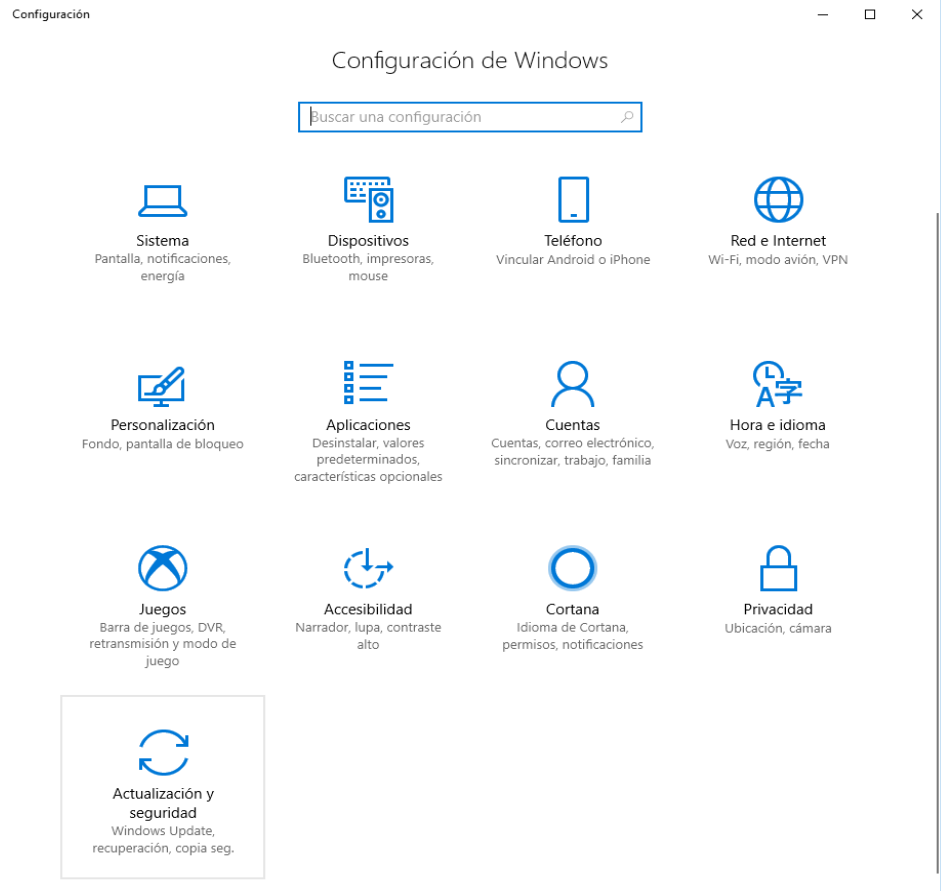 Configuración
Configuración de Windows
Buscar una configuración
Sistema
Pantalla, notificaciones,
energía
Dispositivos
Bluetooth, impresoras,
mouse
Teléfono
Vincular Android o iPhone
Red e Internet
Wi-Fi, modo avión, VPN
Personalización
Fondo, pantalla de bloqueo
Aplicaciones
Desinstalar, valores
predeterminados,
características opcionales
Cuentas
Cuentas, correo electrónico,
sincronizar, trabajo, familia
Hora e idioma
Voz, región, fecha
Juegos
Barra de juegos, DVR,
retransmisión y modo de
juego
Accesibilidad
Narrador, lupa, contraste
alto
Cortana
Idioma de Cortana,
permisos, notificaciones
Privacidad
Ubicación, cámara
Actualización y
seguridad
Windows Update,
recuperación, copia seg.